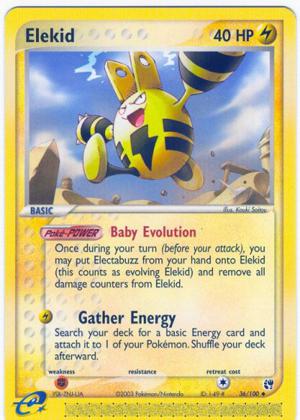 Elekid 40 HP
BASIC
illus. Kouki Saitou
Poké-POWER Baby Evolution
Once during your turn (before your attack), you
may put Electabuzz from your hand onto Elekid
(this counts as evolving Elekid) and remove all
damage counters from Elekid.
Gather Energy
Search your deck for a basic Energy card and
attach it to 1 of your Pokémon. Shuffle your deck
afterward.
weakness resistance retreat cost
©2003 Pokémon/Nintendo
36/100
e